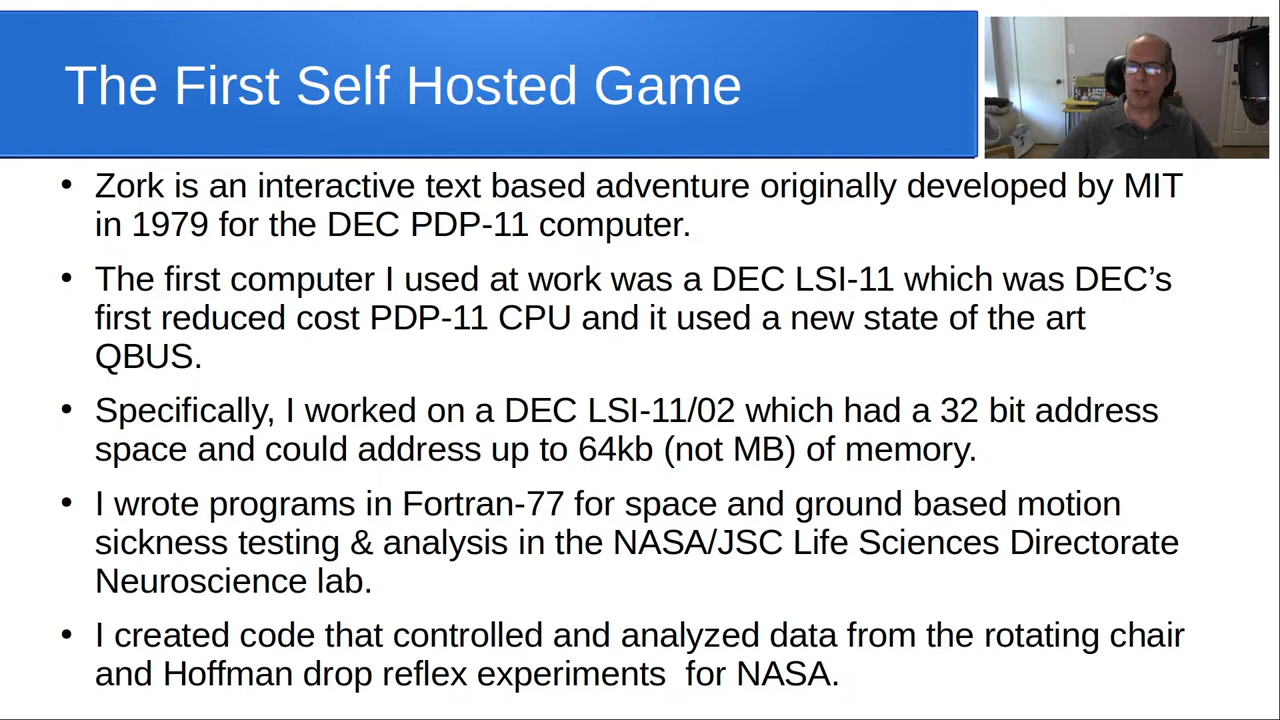 The First Self Hosted Game
• Zork is an interactive text based adventure originally developed by MIT
in 1979 for the DEC PDP-11 computer.
• The first computer I used at work was a DEC LSI-11 which was DEC’s
first reduced cost PDP-11 CPU and it used a new state of the art
QBUS.
• Specifically, I worked on a DEC LSI-11/02 which had a 32 bit address
space and could address up to 64kb (not MB) of memory.
• I wrote programs in Fortran-77 for space and ground based motion
sickness testing & analysis in the NASA/JSC Life Sciences Directorate
Neuroscience lab.
• I created code that controlled and analyzed data from the rotating chair
and Hoffman drop reflex experiments  for NASA.